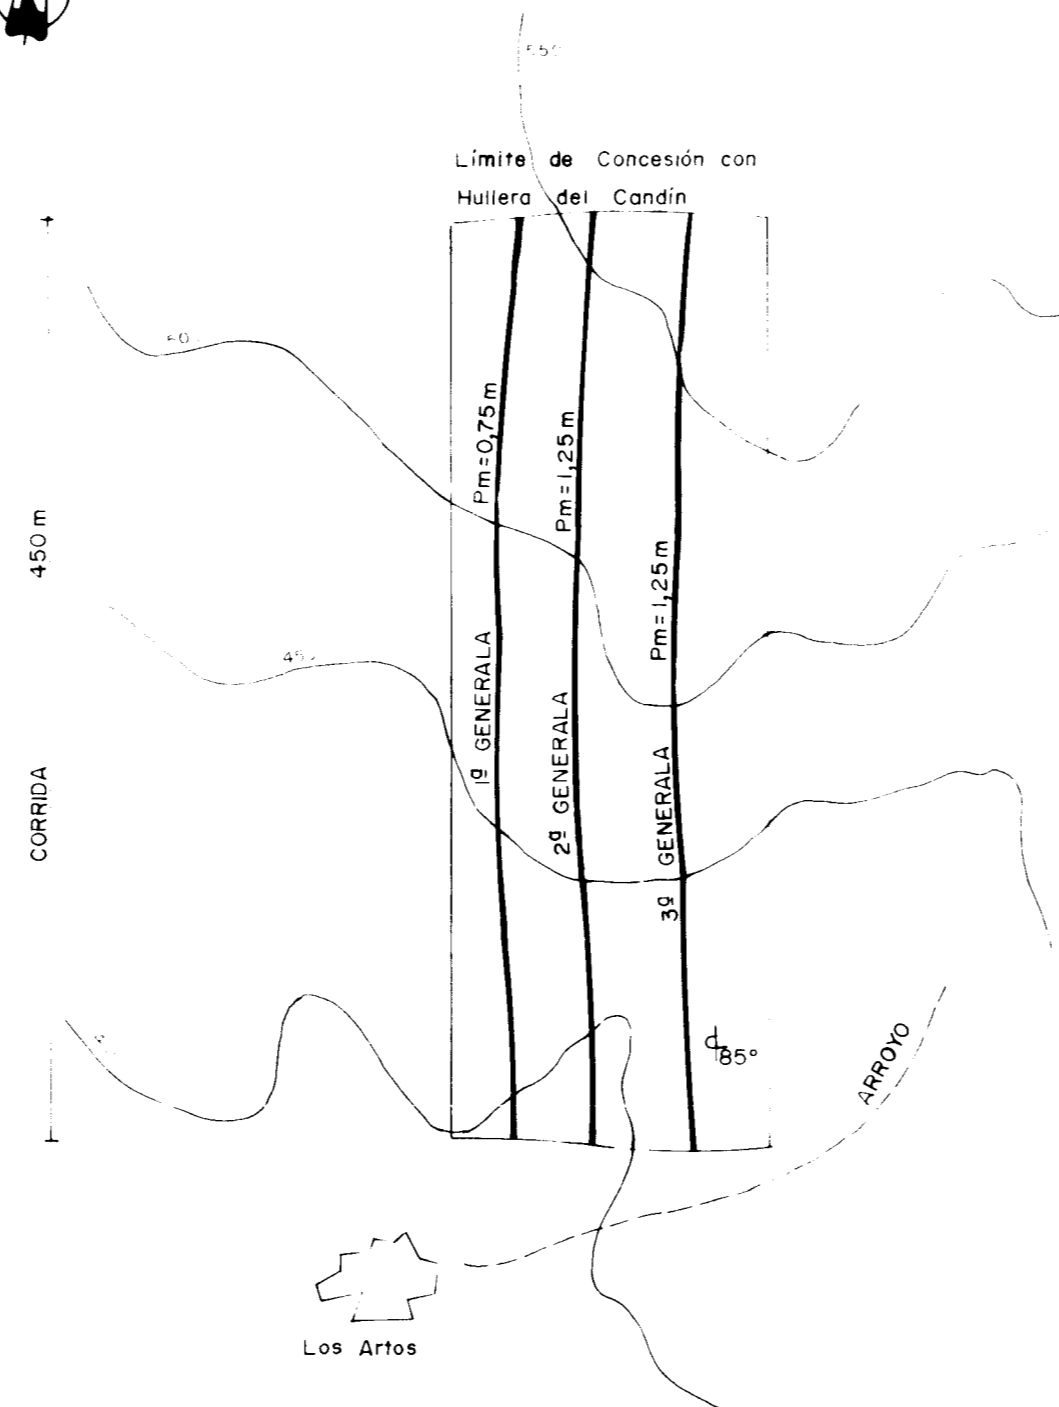 550
Límite de Concesión con
Hullera del Candín
450 m
CORRIDA
Pm=0,75 m
1ª GENERALA
Pm=1,25 m
2ª GENERALA
Pm=1,25 m
3ª GENERALA
85°
ARROYO
Los Artos